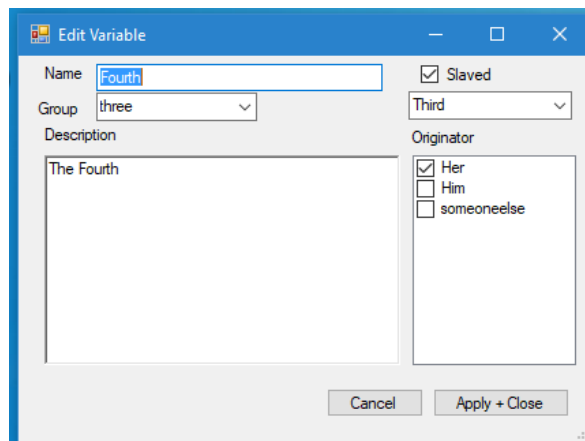 Edit Variable
Name Fourth Slaved
Group three Third
Description Originator
The Fourth Her
Him
someoneelse
Cancel Apply + Close